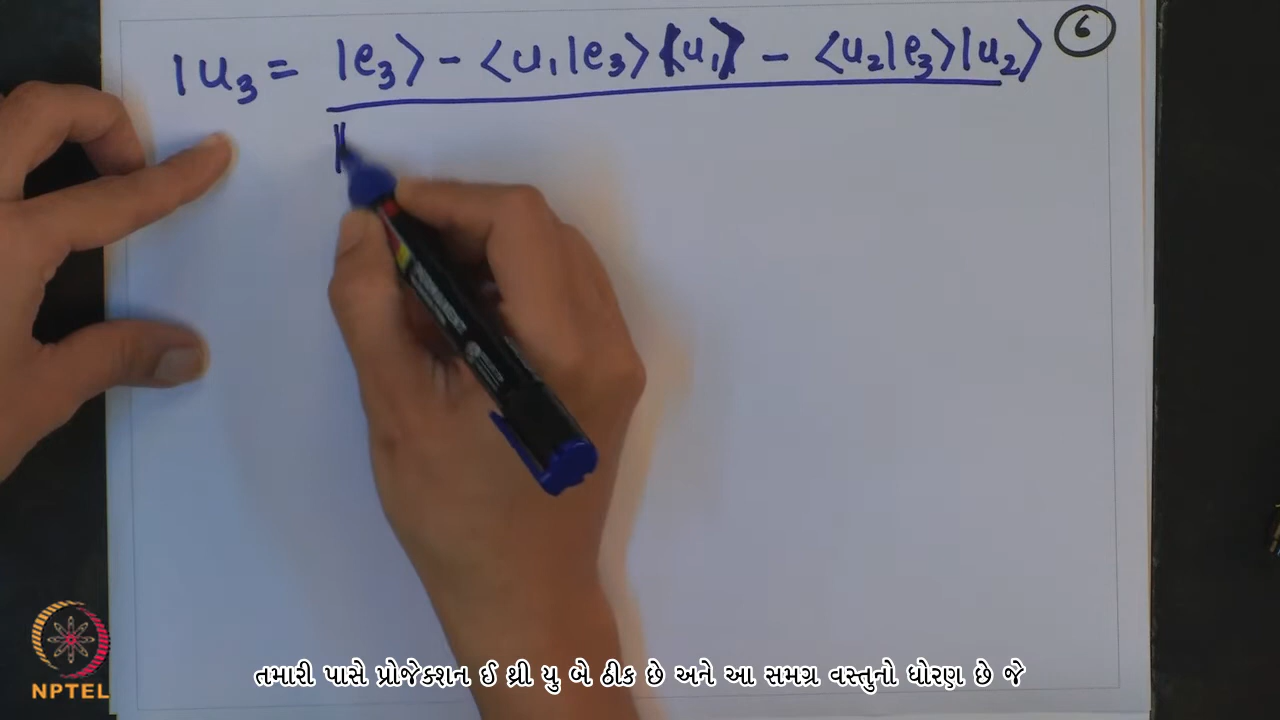 |u₃ = |e₃⟩ - ⟨u₁|e₃⟩|u₁⟩ - ⟨u₂|e₃⟩|u₂⟩
6
||
NPTEL
તમારી પાસે પ્રોજેક્શન ઈ થ્રી યુ બે ઠીક છે અને આ સમગ્ર વસ્તુનો ધોરણ છે જે